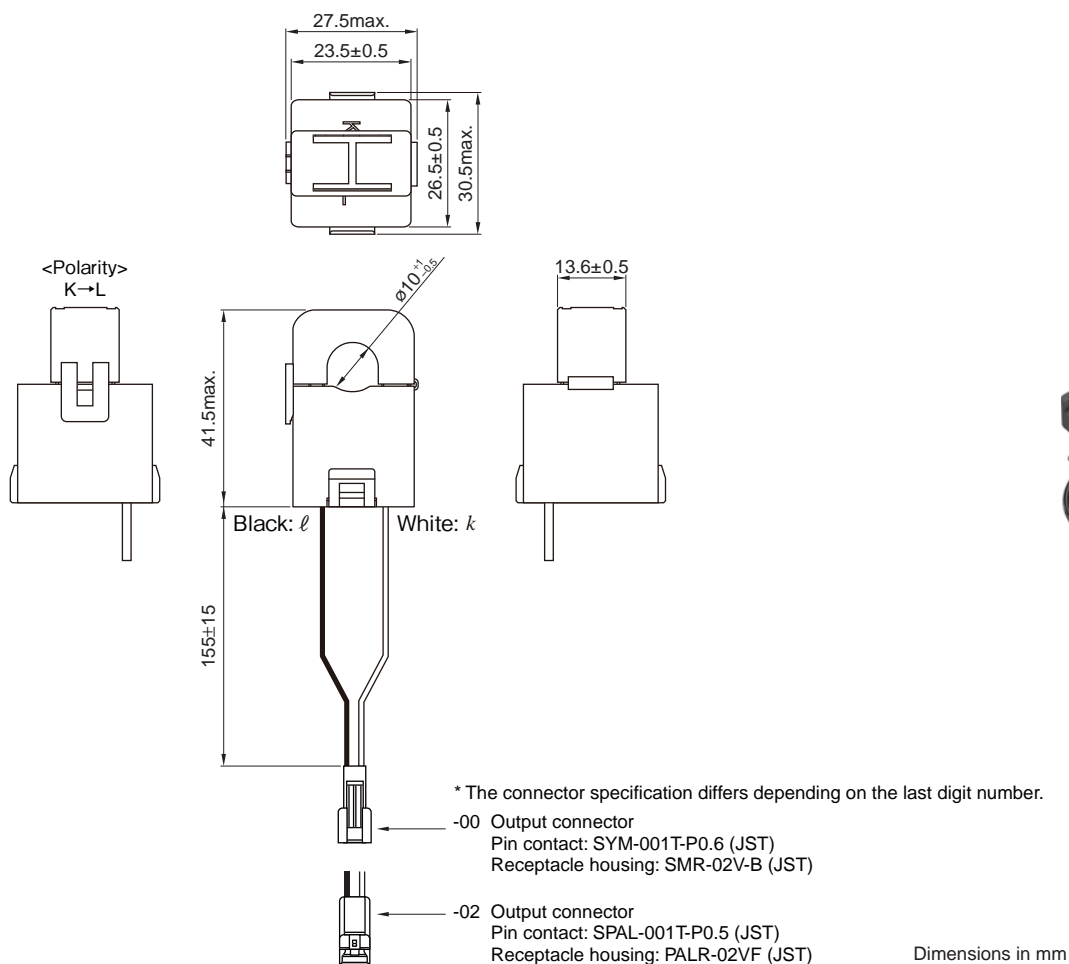 27.5max.
23.5±0.5
K
L
26.5±0.5
30.5max.
<Polarity>
K→L
ø10 +1 −0.5
13.6±0.5
41.5max.
Black: ℓ
White: k
155±15
* The connector specification differs depending on the last digit number.
-00 Output connector
Pin contact: SYM-001T-P0.6 (JST)
Receptacle housing: SMR-02V-B (JST)
-02 Output connector
Pin contact: SPAL-001T-P0.5 (JST)
Receptacle housing: PALR-02VF (JST)
Dimensions in mm